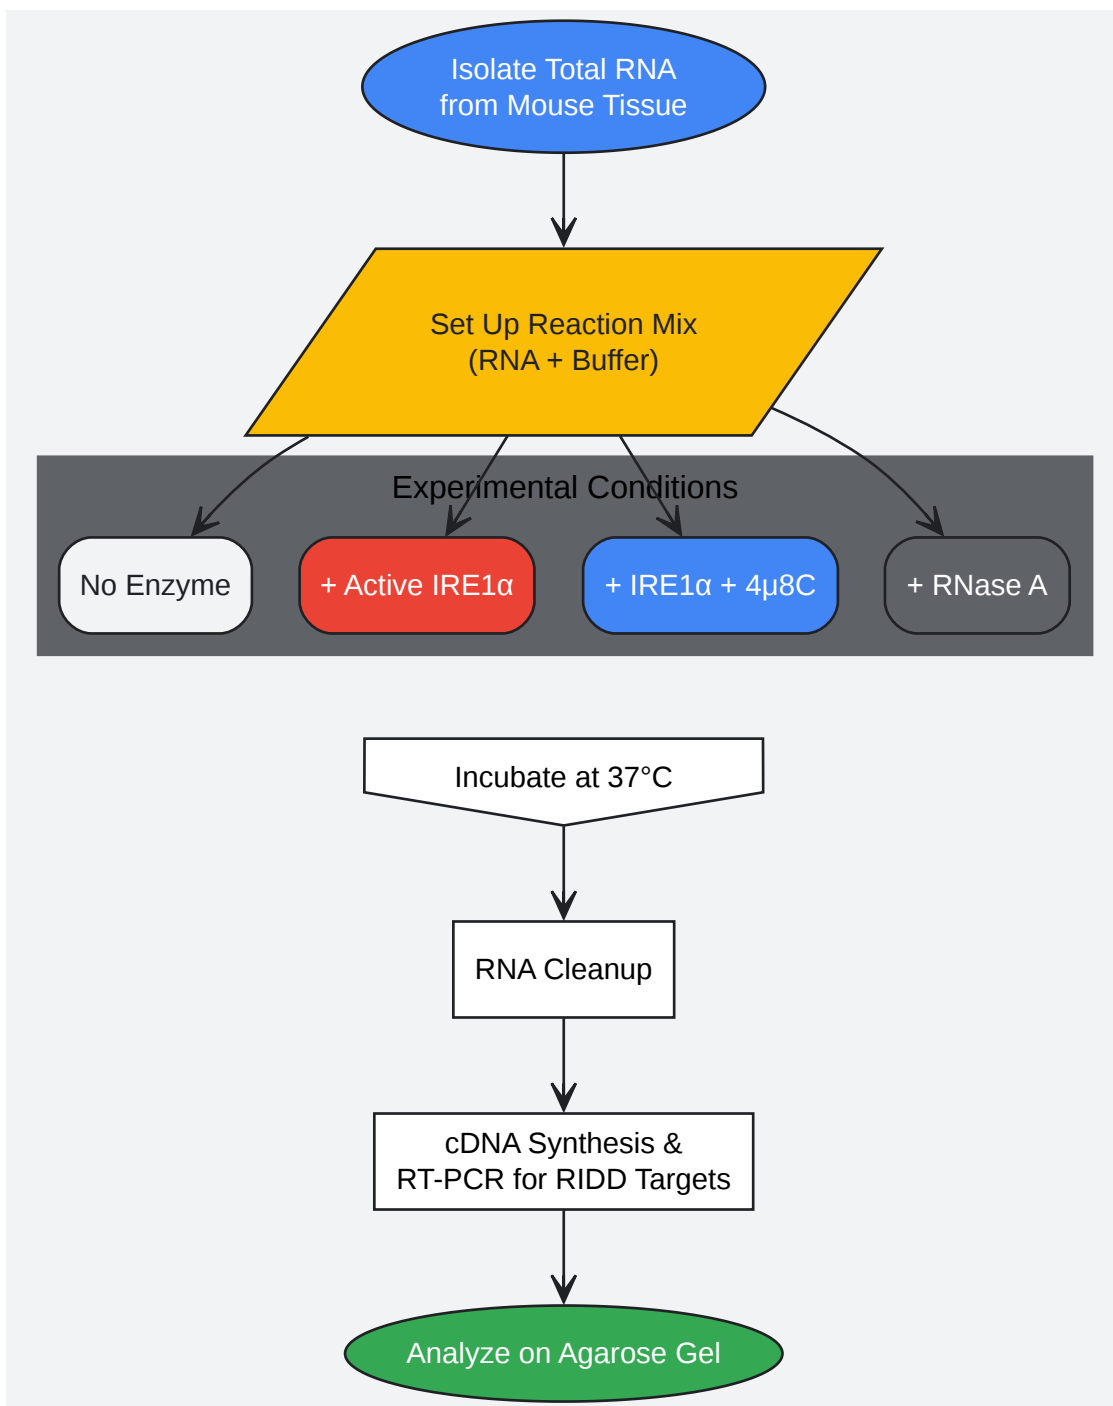 Isolate Total RNA
from Mouse Tissue
Set Up Reaction Mix
(RNA + Buffer)
Experimental Conditions
No Enzyme
+ Active IRE1α
+ IRE1α + 4μ8C
+ RNase A
Incubate at 37°C
RNA Cleanup
cDNA Synthesis &
RT-PCR for RIDD Targets
Analyze on Agarose Gel